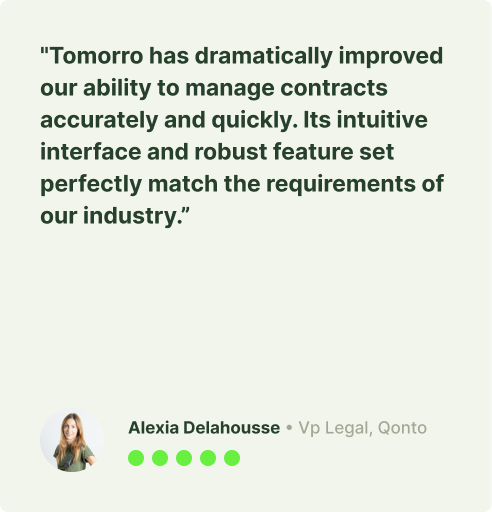 "Tomorro has dramatically improved
our ability to manage contracts
accurately and quickly. Its intuitive
interface and robust feature set
perfectly match the requirements of
our industry.”
Alexia Delahousse • Vp Legal, Qonto